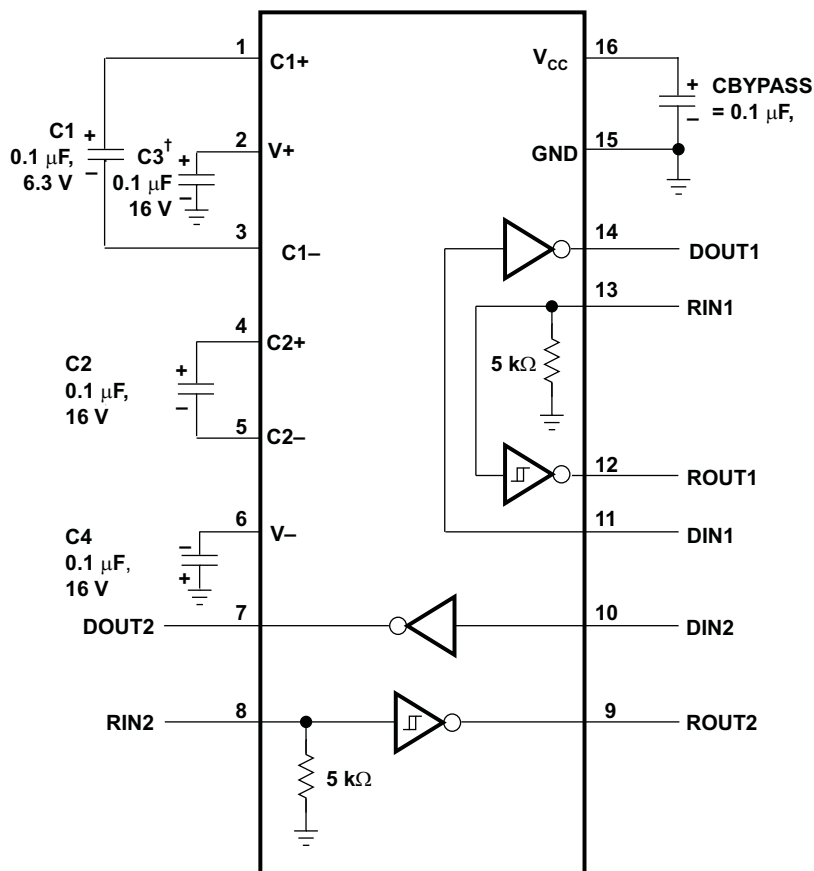 1
C1+
V_CC
16
C1
0.1 μF,
6.3 V
+
–
2
V+
C3†
0.1 μF
16 V
+
–
CBYPASS
= 0.1 μF,
+
–
15
GND
3
C1–
14
DOUT1
13
RIN1
5 kΩ
4
C2+
C2
0.1 μF,
16 V
+
–
5
C2–
12
ROUT1
11
DIN1
6
V–
C4
0.1 μF,
16 V
–
+
DOUT2
7
10
DIN2
RIN2
8
9
ROUT2
5 kΩ